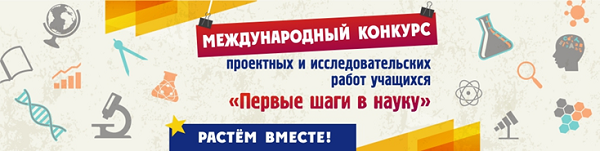 МЕЖДУНАРОДНЫЙ КОНКУРС
проектных и исследовательских
работ учащихся
«Первые шаги в науку»
РАСТЁМ ВМЕСТЕ!